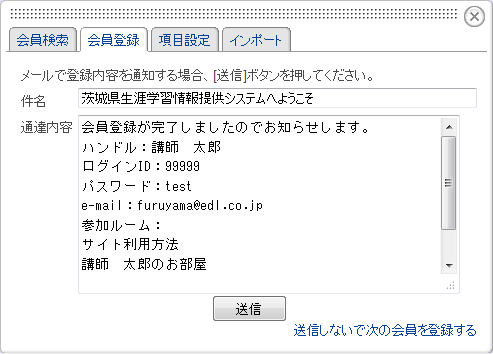 会員検索
会員登録
項目設定
インポート
メールで登録内容を通知する場合、[送信]ボタンを押してください。
件名
茨城県生涯学習情報提供システムへようこそ
通達内容
会員登録が完了しましたのでお知らせします。
ハンドル：講師　太郎
ログインID：99999
パスワード：test
e-mail：furuyama@edl.co.jp
参加ルーム：
サイト利用方法
講師　太郎のお部屋
送信
送信しないで次の会員を登録する